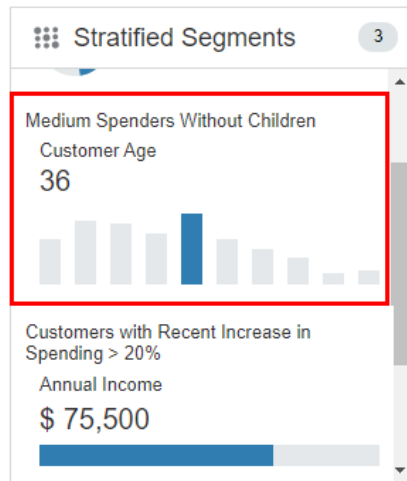 Stratified Segments 3
Medium Spenders Without Children
Customer Age
36
Customers with Recent Increase in
Spending > 20%
Annual Income
$ 75,500